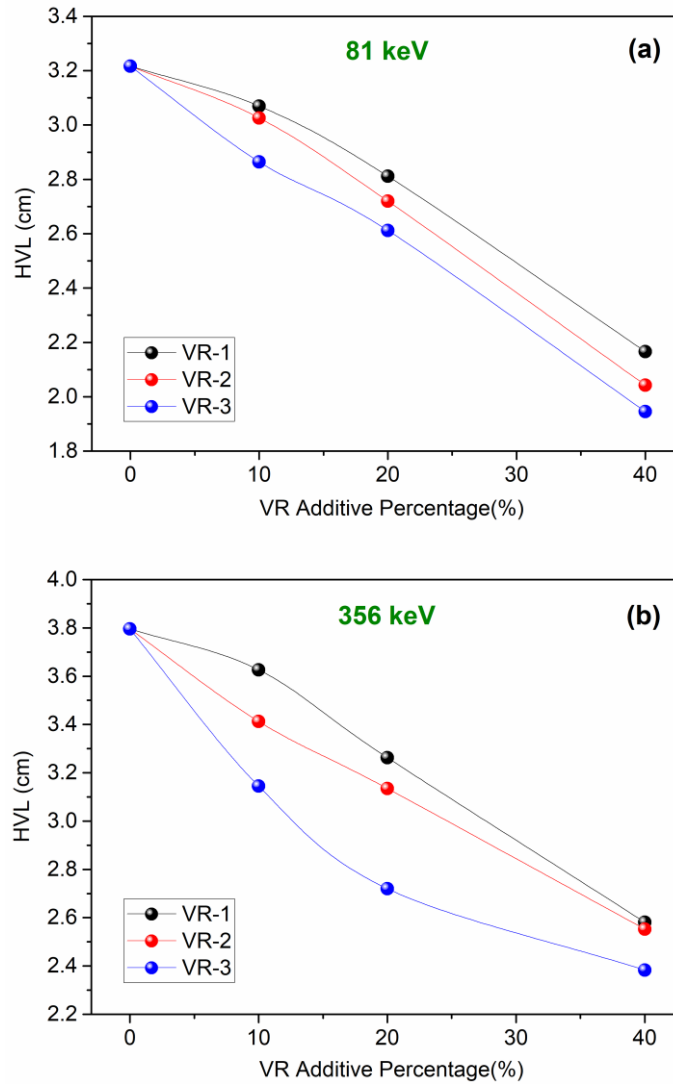 81 keV
(a)
3.4
3.2
3.0
2.8
2.6
2.4
2.2
2.0
1.8
HVL (cm)
VR-1
VR-2
VR-3
0 10 20 30 40
VR Additive Percentage(%)
356 keV
(b)
4.0
3.8
3.6
3.4
3.2
3.0
2.8
2.6
2.4
2.2
HVL (cm)
VR-1
VR-2
VR-3
0 10 20 30 40
VR Additive Percentage(%)